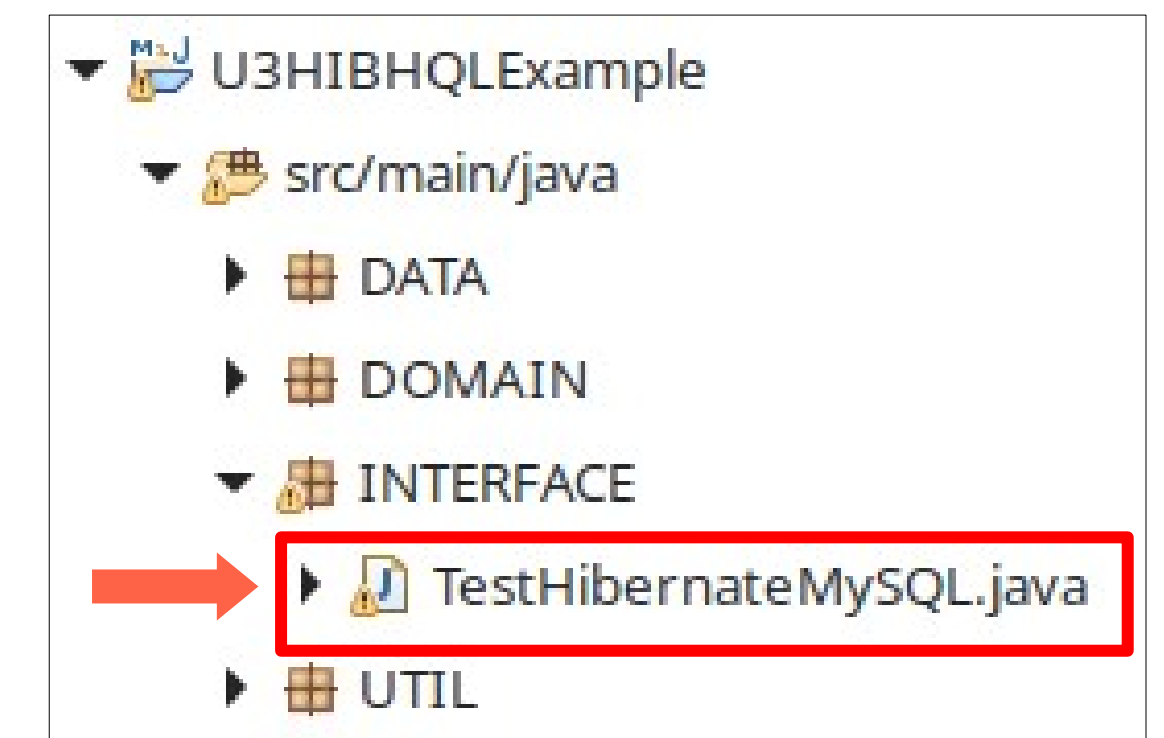 U3HIBHQLExample
src/main/java
DATA
DOMAIN
INTERFACE
TestHibernateMySQL.java
UTIL